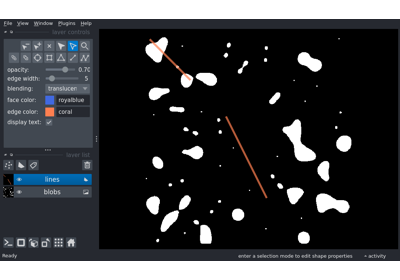 File View Window Plugins Help
layer controls
opacity: 0.70
edge width: 5
blending: translucent
face color: royalblue
edge color: coral
display text:
layer list
lines
blobs
Ready
enter a selection mode to edit shape properties
activity